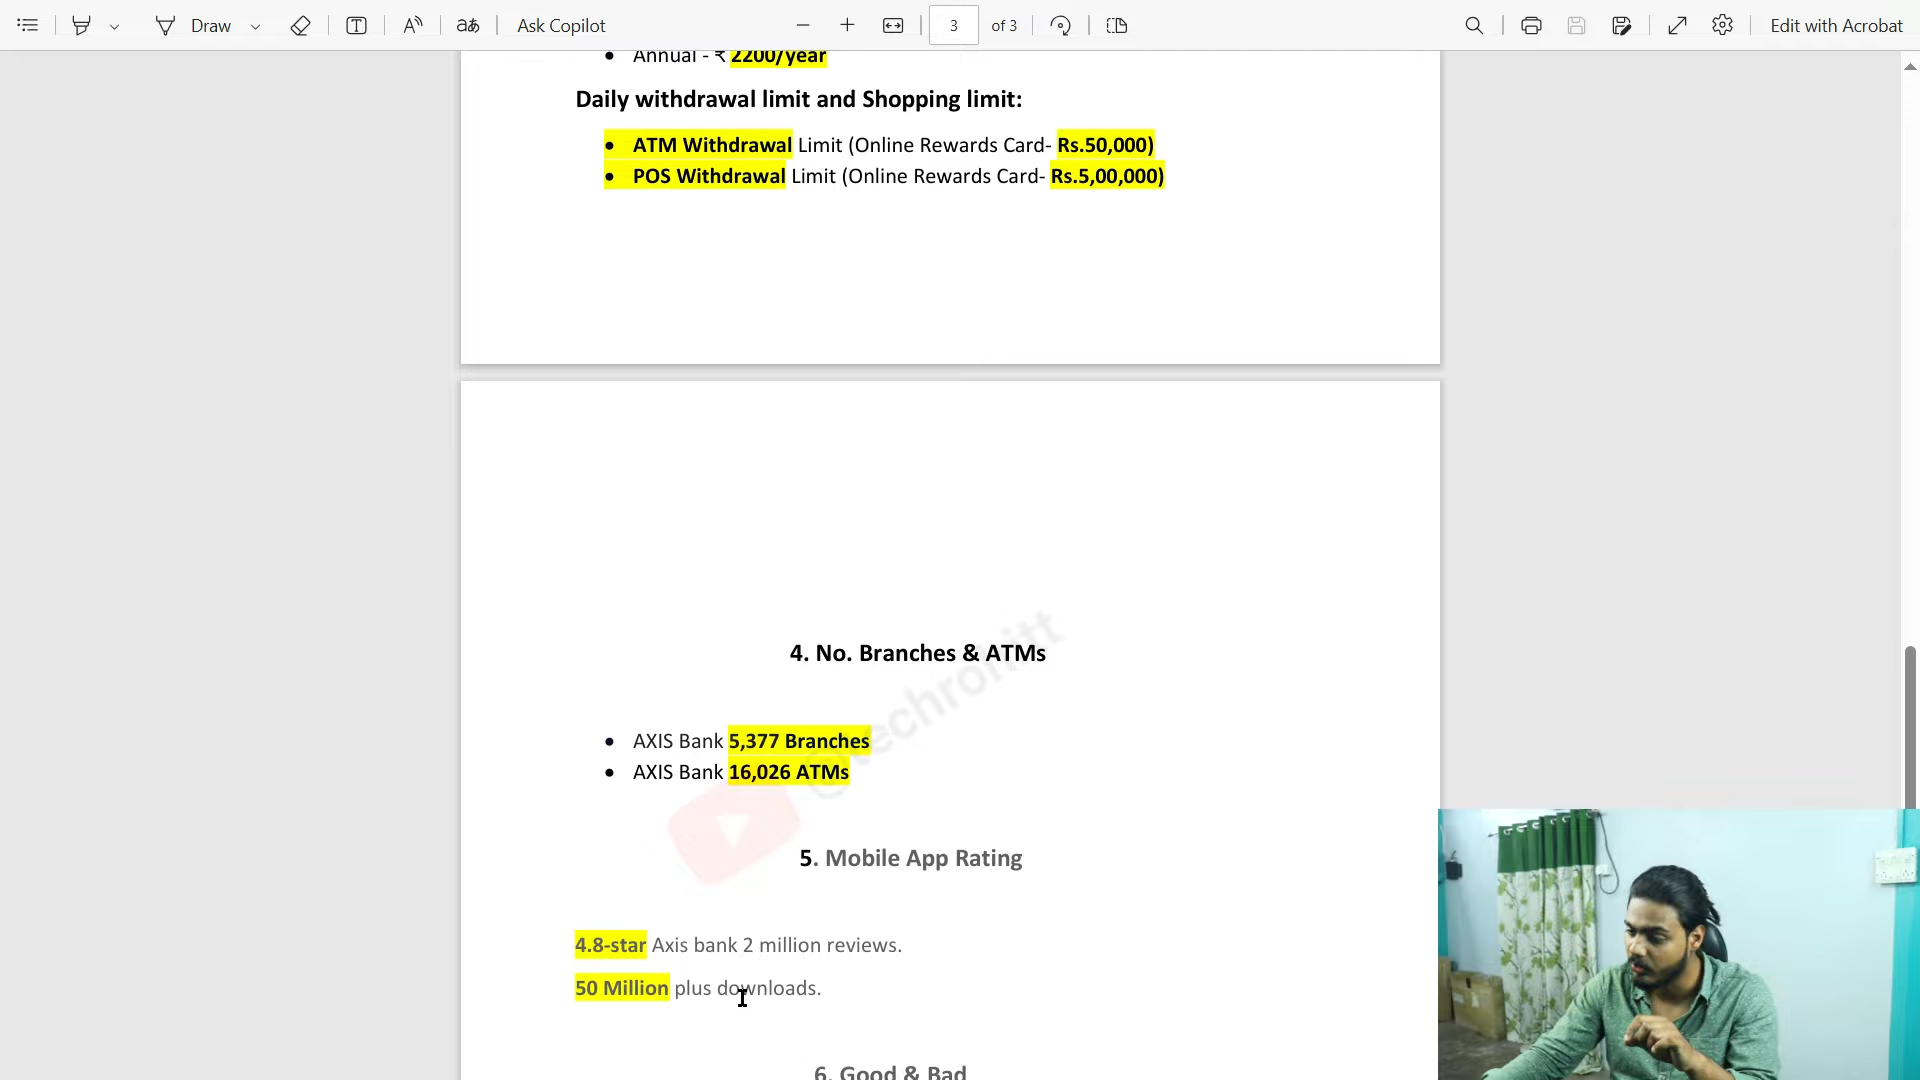 Draw
Ask Copilot
3
of 3
Edit with Acrobat
• Annual - ₹ 2200/year
Daily withdrawal limit and Shopping limit:
• ATM Withdrawal Limit (Online Rewards Card- Rs.50,000)
• POS Withdrawal Limit (Online Rewards Card- Rs.5,00,000)
4. No. Branches & ATMs
• AXIS Bank 5,377 Branches
• AXIS Bank 16,026 ATMs
@techronitt
5. Mobile App Rating
4.8-star Axis bank 2 million reviews.
50 Million plus downloads.
6. Good & Bad